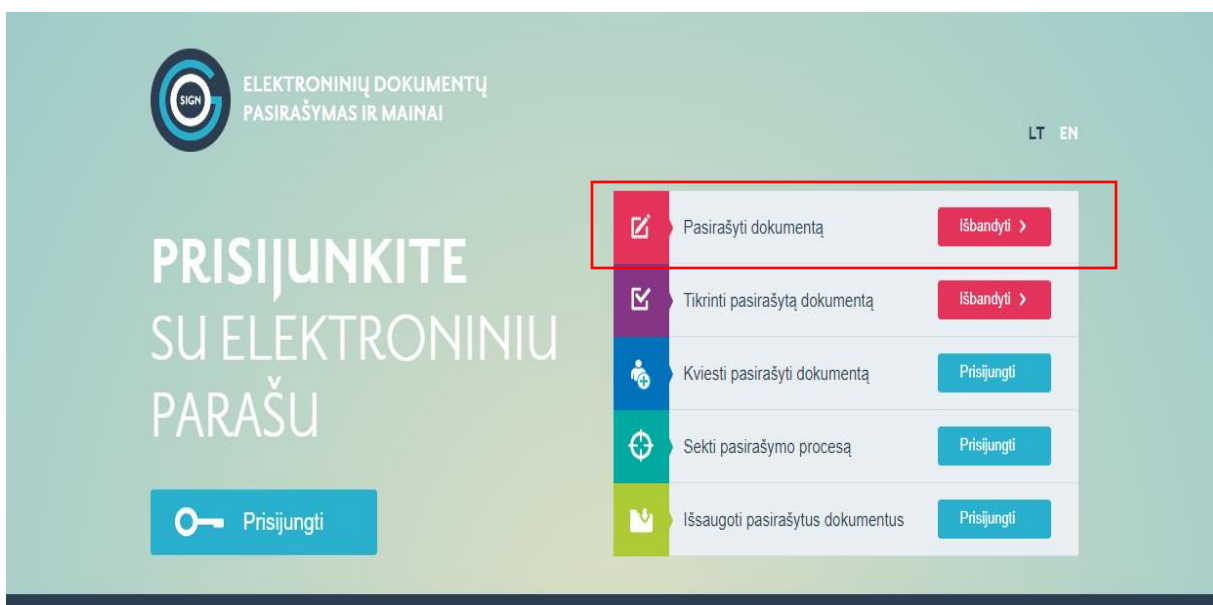 SIGN
ELEKTRONINIŲ DOKUMENTŲ
PASIRAŠYMAS IR MAINAI
LT EN
PRISIJUNKITE
SU ELEKTRONINIU
PARAŠU
Prisijungti
Pasirašyti dokumentą Išbandyti >
Tikrinti pasirašytą dokumentą Išbandyti >
Kviesti pasirašyti dokumentą Prisijungti
Sekti pasirašymo procesą Prisijungti
Išsaugoti pasirašytus dokumentus Prisijungti